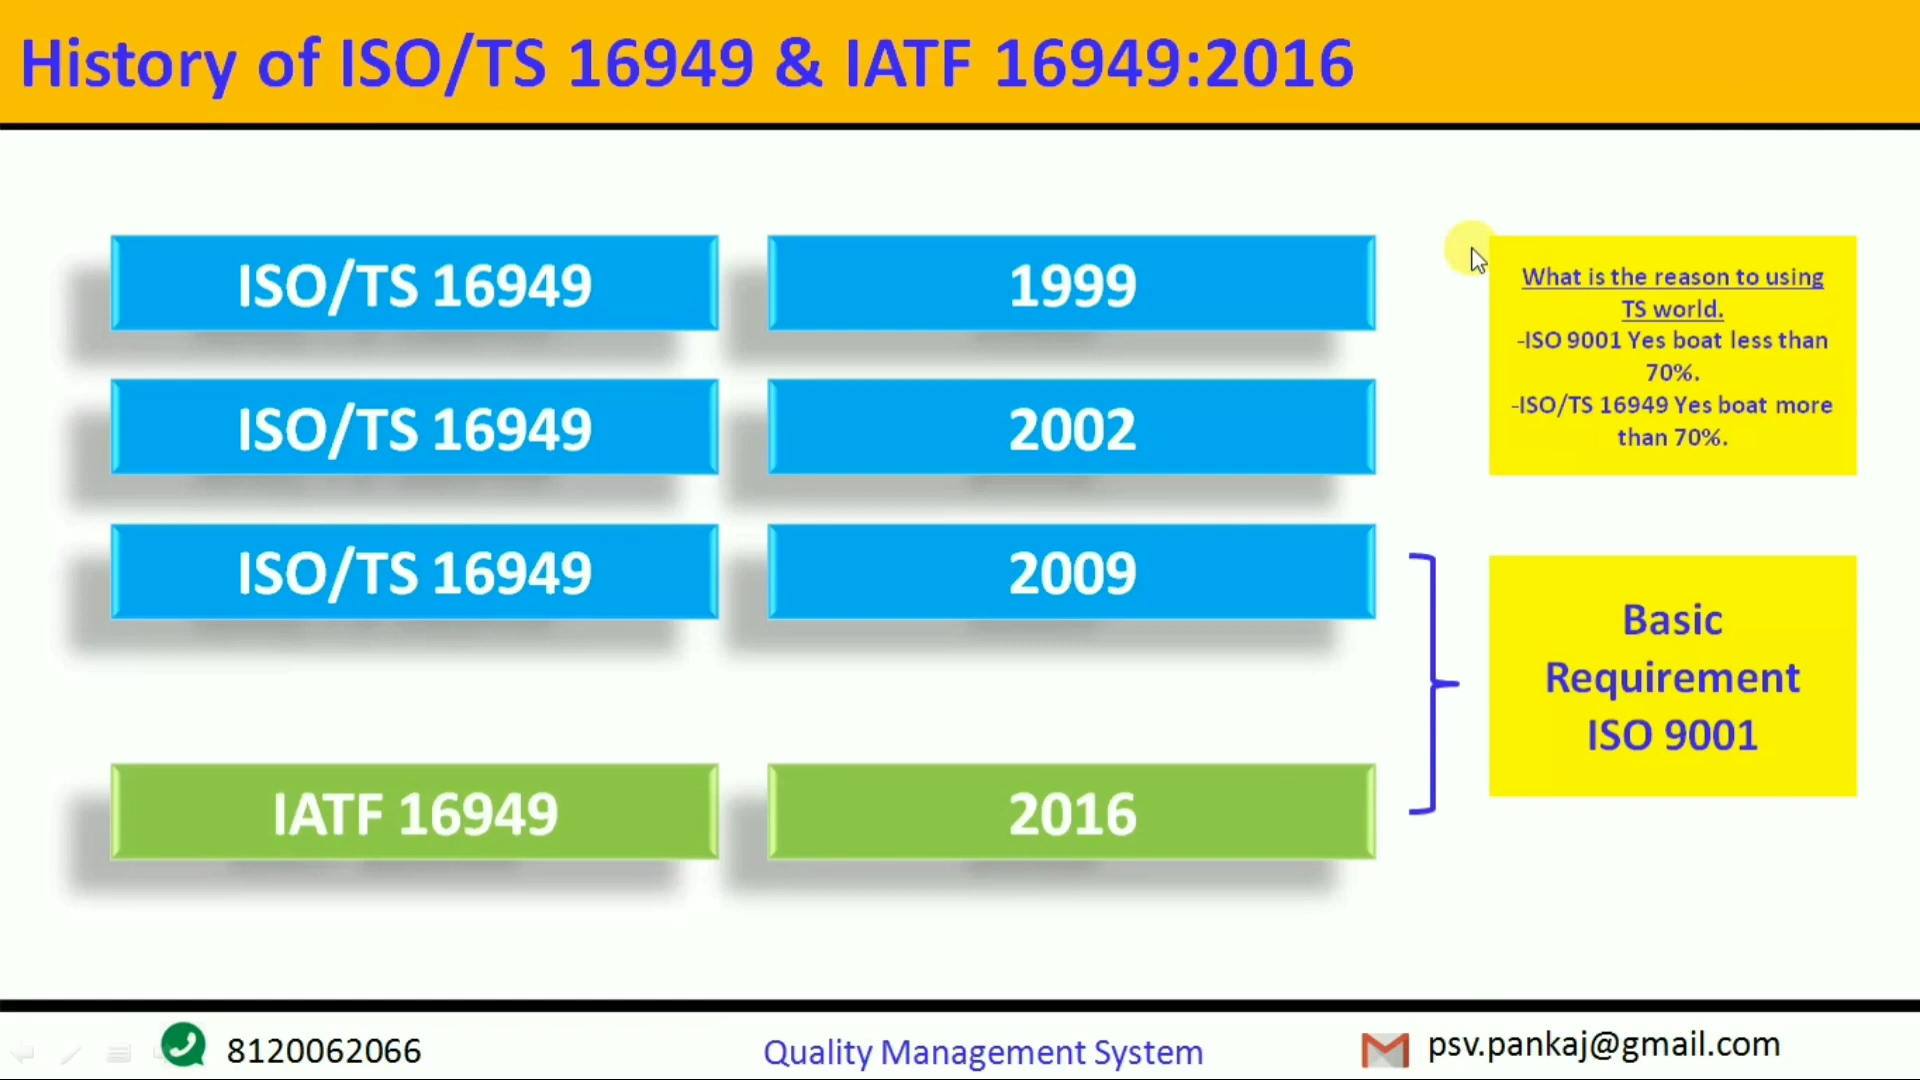 History of ISO/TS 16949 & IATF 16949:2016
ISO/TS 16949
1999
ISO/TS 16949
2002
ISO/TS 16949
2009
IATF 16949
2016
What is the reason to using
TS world.
-ISO 9001 Yes boat less than
70%.
-ISO/TS 16949 Yes boat more
than 70%.
Basic
Requirement
ISO 9001
8120062066
Quality Management System
psv.pankaj@gmail.com